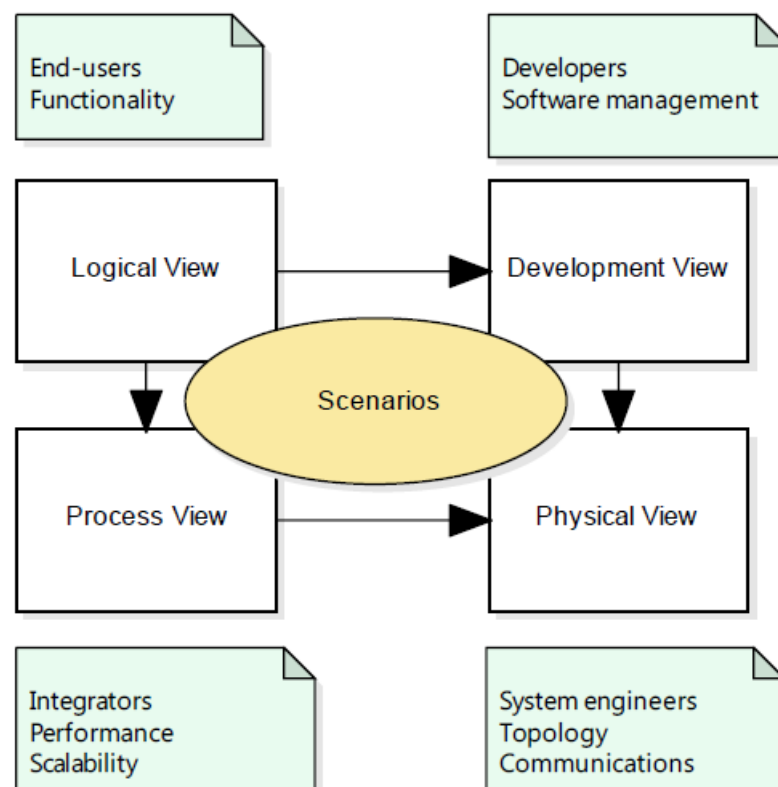 End-users
Functionality
Developers
Software management
Logical View
Development View
Scenarios
Process View
Physical View
Integrators
Performance
Scalability
System engineers
Topology
Communications